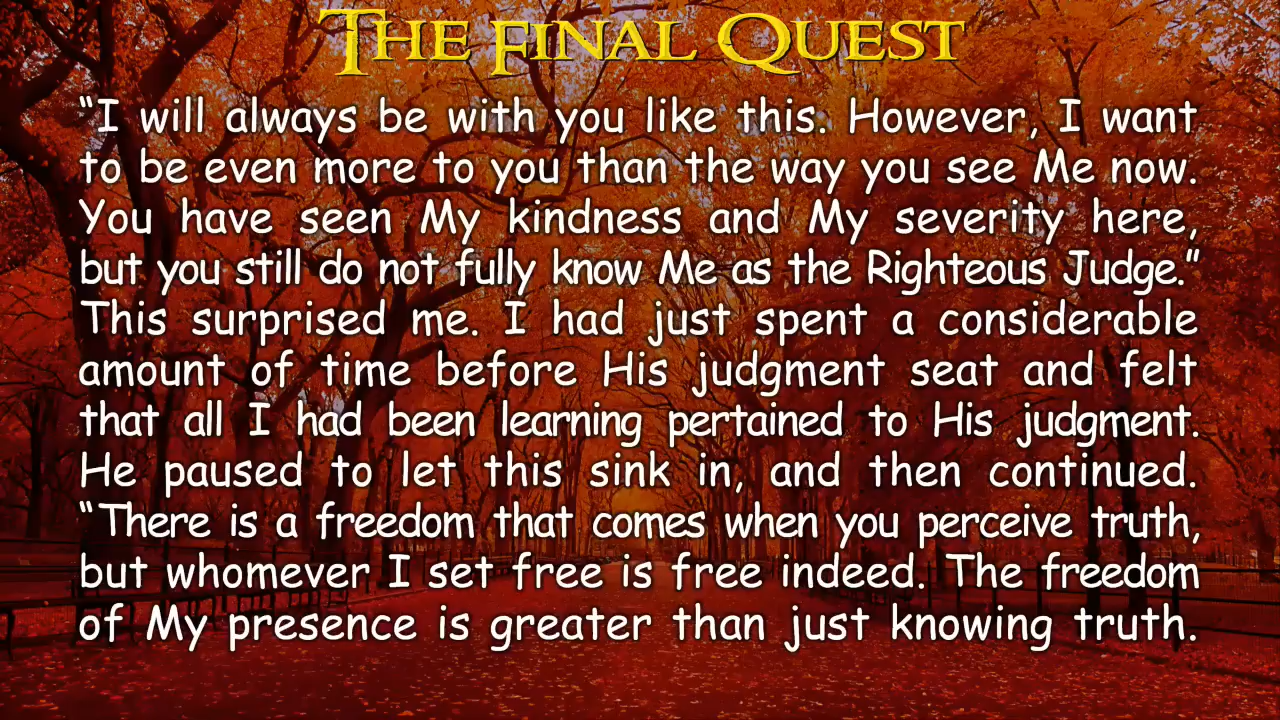 The Final Quest
“I will always be with you like this. However, I want
to be even more to you than the way you see Me now.
You have seen My kindness and My severity here,
but you still do not fully know Me as the Righteous Judge.”
This surprised me. I had just spent a considerable
amount of time before His judgment seat and felt
that all I had been learning pertained to His judgment.
He paused to let this sink in, and then continued.
“There is a freedom that comes when you perceive truth,
but whomever I set free is free indeed. The freedom
of My presence is greater than just knowing truth.